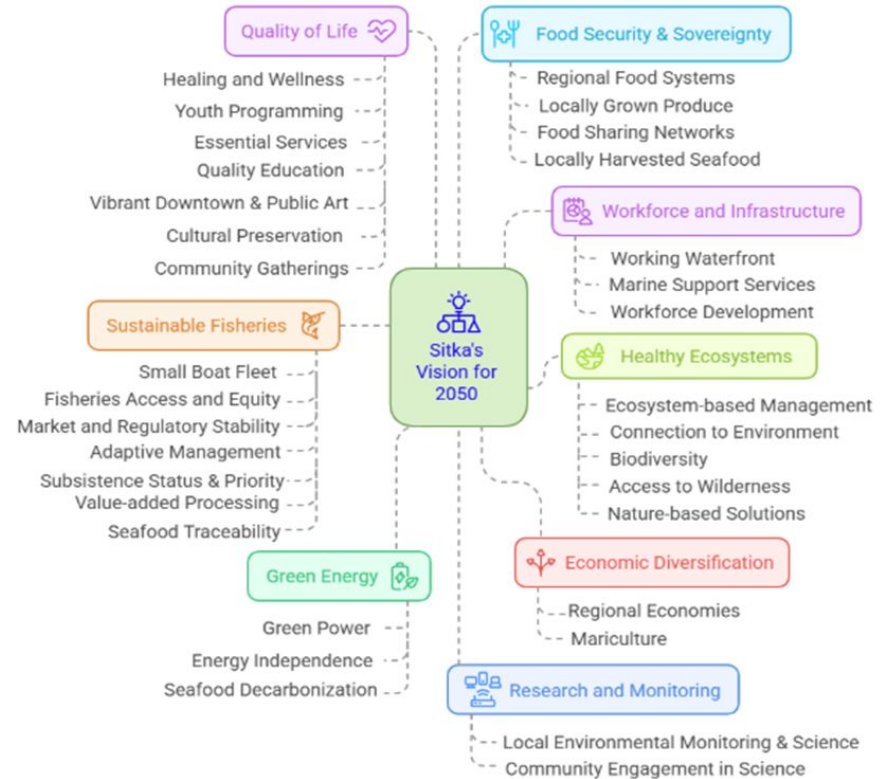 Quality of Life
Healing and Wellness
Youth Programming
Essential Services
Quality Education
Vibrant Downtown & Public Art
Cultural Preservation
Community Gatherings
Food Security & Sovereignty
Regional Food Systems
Locally Grown Produce
Food Sharing Networks
Locally Harvested Seafood
Workforce and Infrastructure
Working Waterfront
Marine Support Services
Workforce Development
Sitka's
Vision for
2050
Sustainable Fisheries
Small Boat Fleet
Fisheries Access and Equity
Market and Regulatory Stability
Adaptive Management
Subsistence Status & Priority
Value-added Processing
Seafood Traceability
Healthy Ecosystems
Ecosystem-based Management
Connection to Environment
Biodiversity
Access to Wilderness
Nature-based Solutions
Green Energy
Green Power
Energy Independence
Seafood Decarbonization
Economic Diversification
Regional Economies
Mariculture
Research and Monitoring
Local Environmental Monitoring & Science
Community Engagement in Science